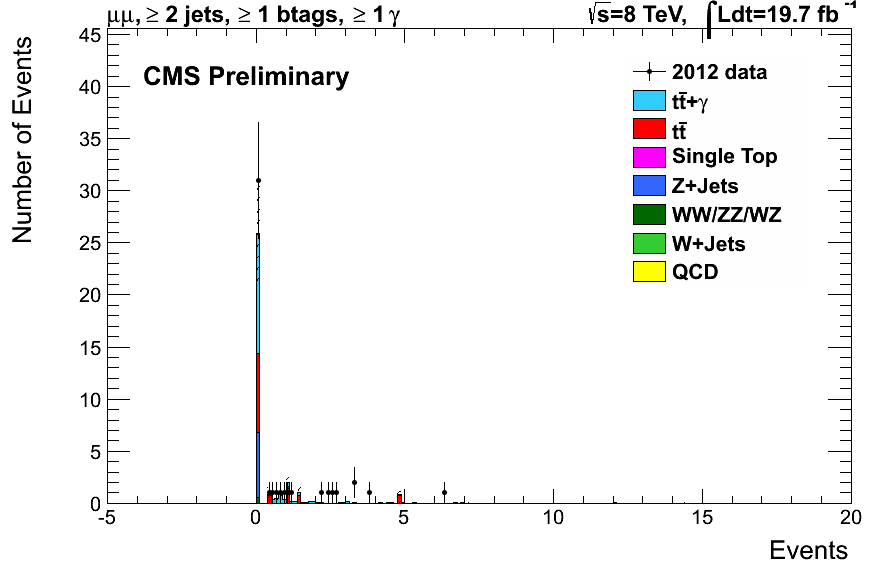 μμ, ≥ 2 jets, ≥ 1 btags, ≥ 1 γ
√s=8 TeV, ∫Ldt=19.7 fb⁻¹
CMS Preliminary
2012 data
tt̄+γ
tt̄
Single Top
Z+Jets
WW/ZZ/WZ
W+Jets
QCD
Number of Events
45
40
35
30
25
20
15
10
5
0
-5 0 5 10 15 20
Events